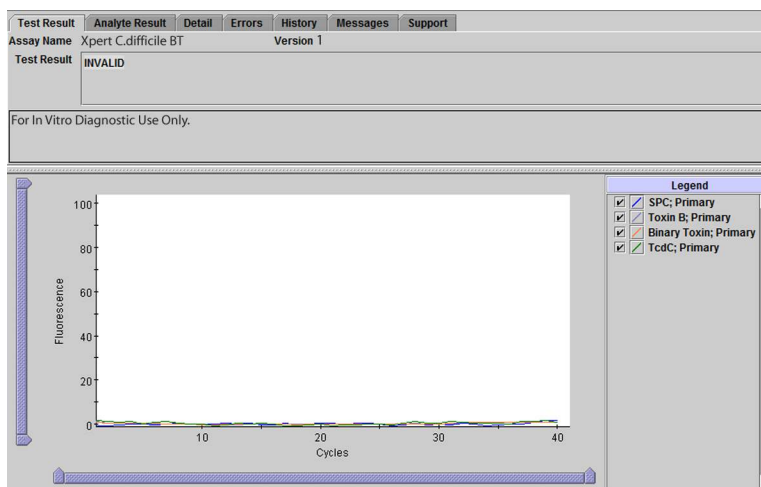 Test Result Analyte Result Detail Errors History Messages Support
Assay Name Xpert C.difficile BT Version 1
Test Result INVALID
For In Vitro Diagnostic Use Only.
Legend
SPC; Primary
Toxin B; Primary
Binary Toxin; Primary
TcdC; Primary
100
80
60
40
20
0
Fluorescence
10 20 30 40
Cycles